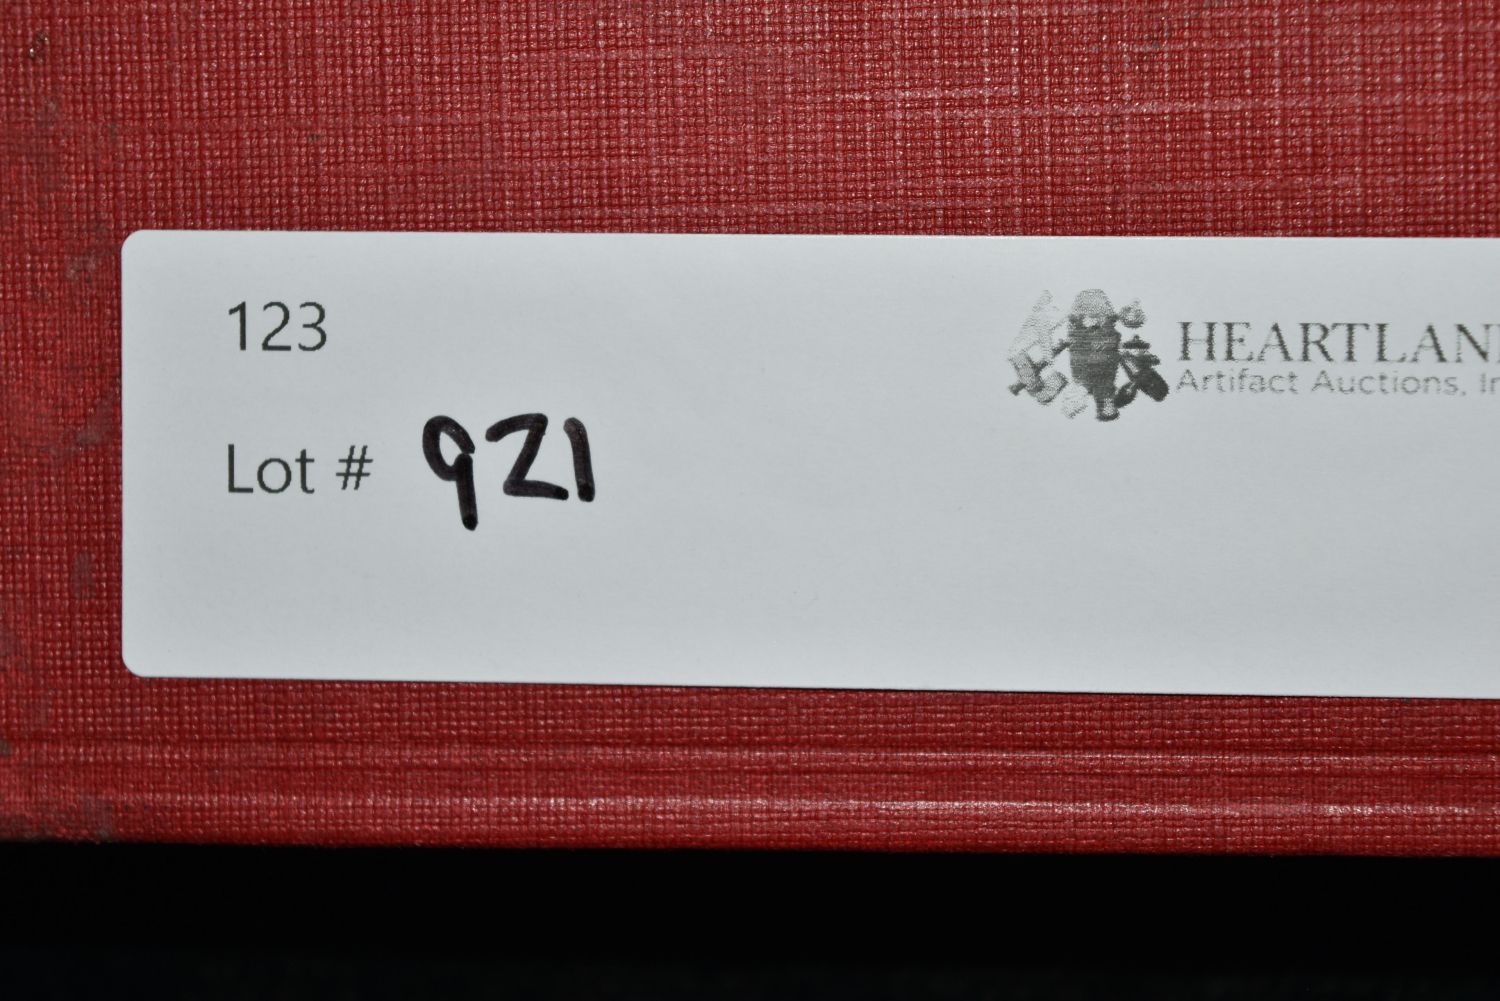 123
HEARTLAN
Artifact Auctions, In
Lot # 921